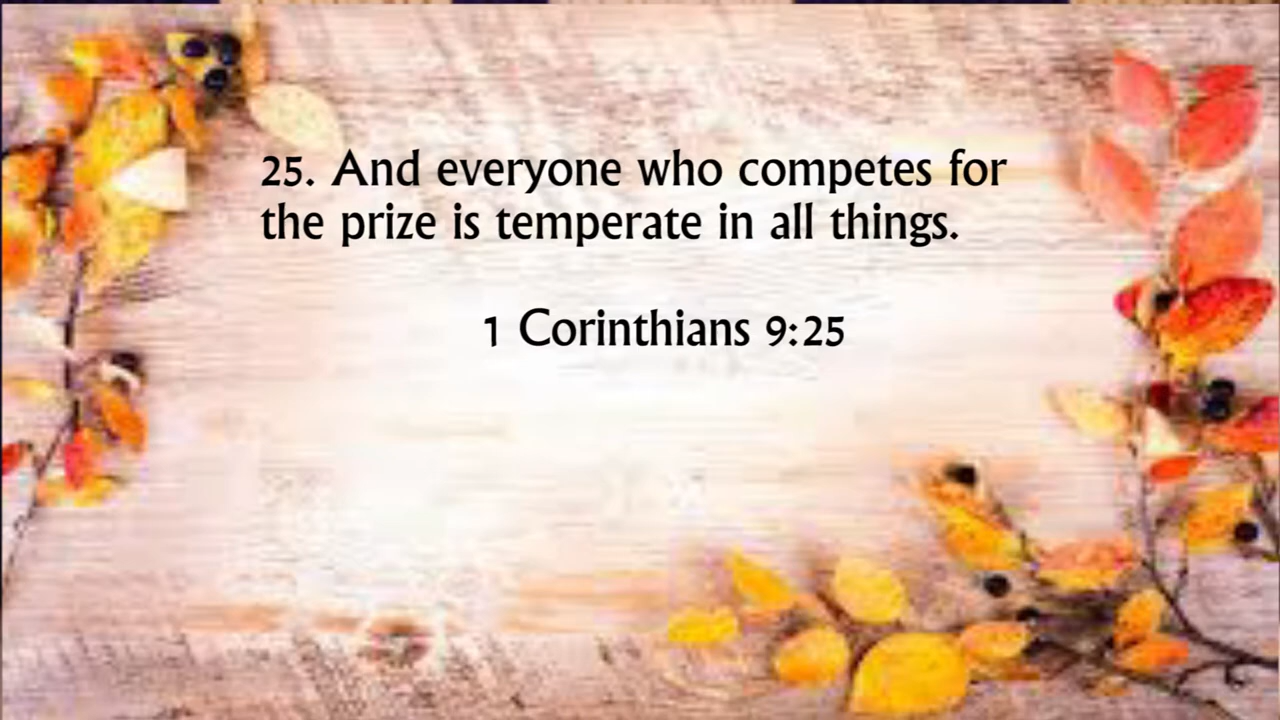 25. And everyone who competes for
the prize is temperate in all things.
1 Corinthians 9:25